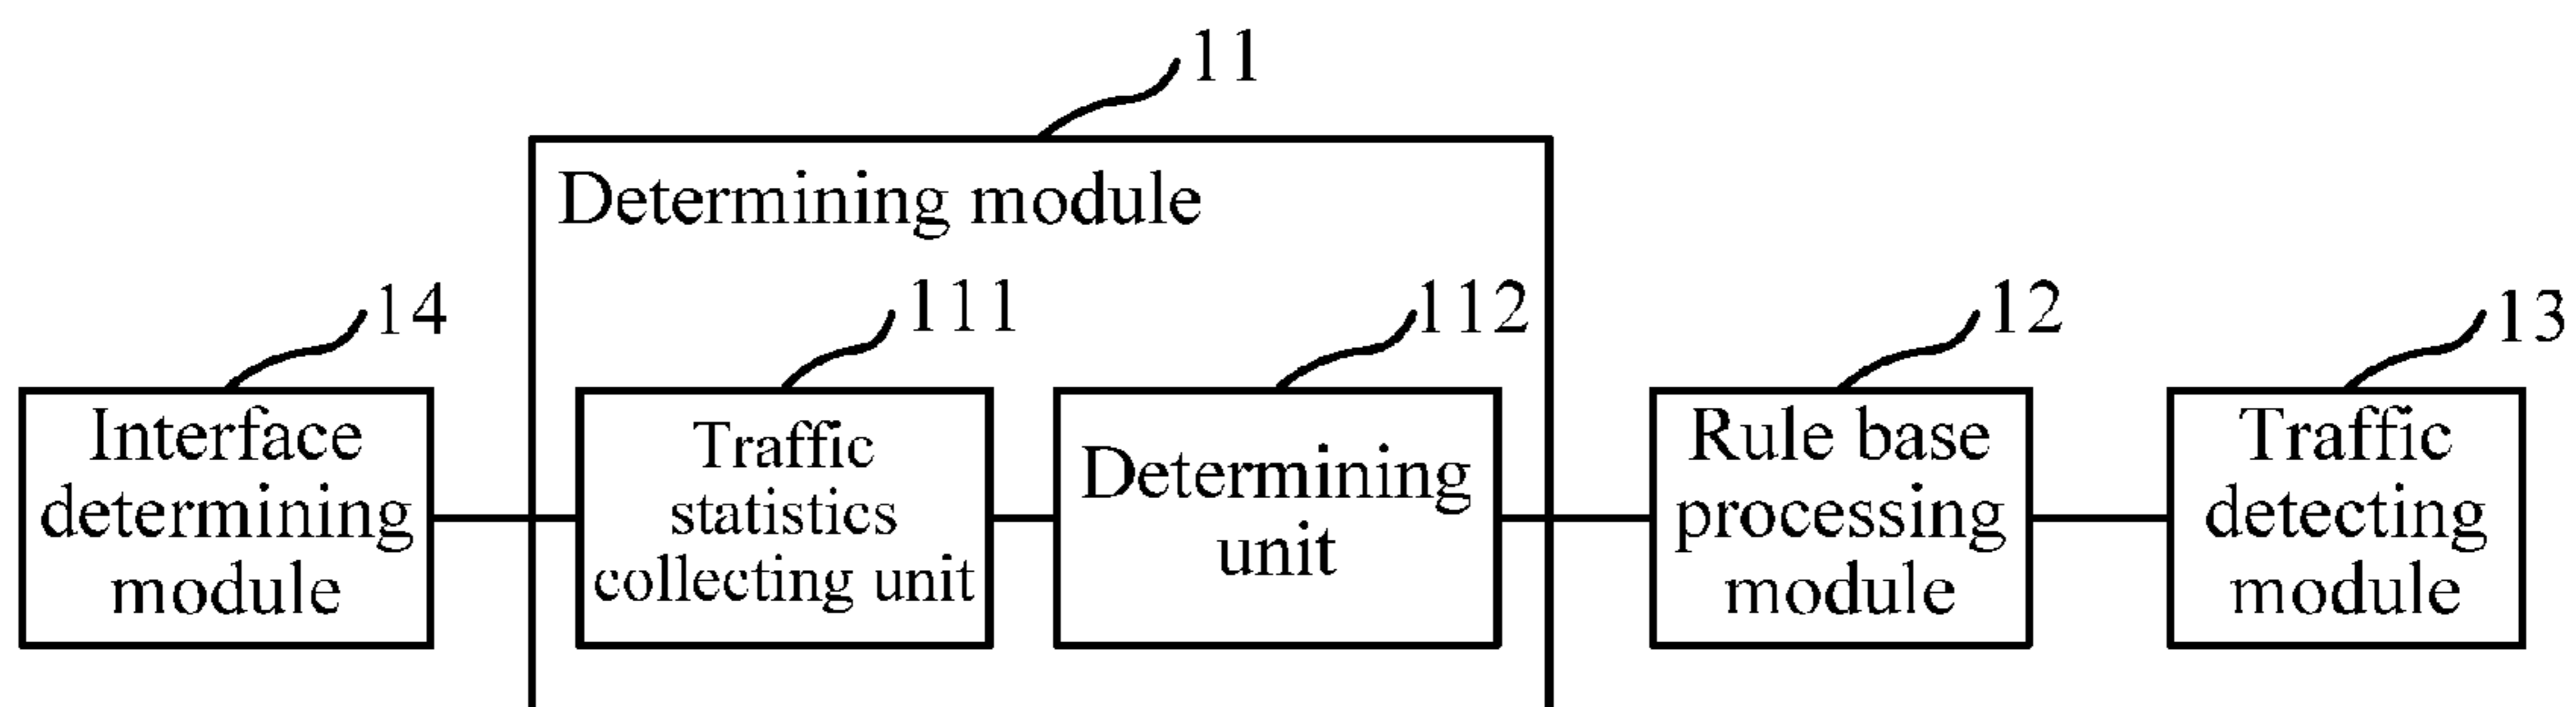 11
Determining module
14
111
112
12
13
Interface
determining
module
Traffic
statistics
collecting unit
Determining
unit
Rule base
processing
module
Traffic
detecting
module